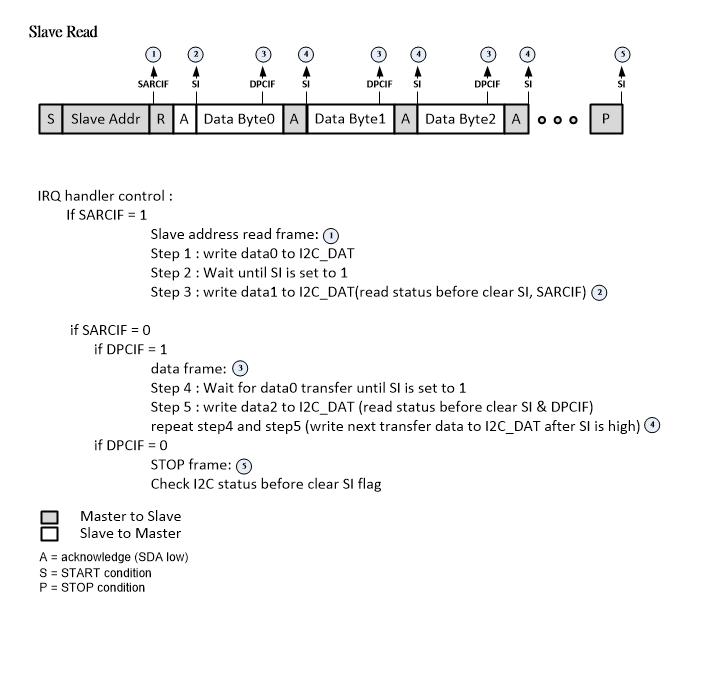 Slave Read
1 2 3 4 3 4 3 4 5
SARCIF SI DPCIF SI DPCIF SI DPCIF SI SI
S Slave Addr R A Data Byte0 A Data Byte1 A Data Byte2 A P
IRQ handler control :
If SARCIF = 1
Slave address read frame: 1
Step 1 : write data0 to I2C_DAT
Step 2 : Wait until SI is set to 1
Step 3 : write data1 to I2C_DAT(read status before clear SI, SARCIF) 2
if SARCIF = 0
if DPCIF = 1
data frame: 3
Step 4 : Wait for data0 transfer until SI is set to 1
Step 5 : write data2 to I2C_DAT (read status before clear SI & DPCIF)
repeat step4 and step5 (write next transfer data to I2C_DAT after SI is high) 4
if DPCIF = 0
STOP frame: 5
Check I2C status before clear SI flag
Master to Slave
Slave to Master
A = acknowledge (SDA low)
S = START condition
P = STOP condition